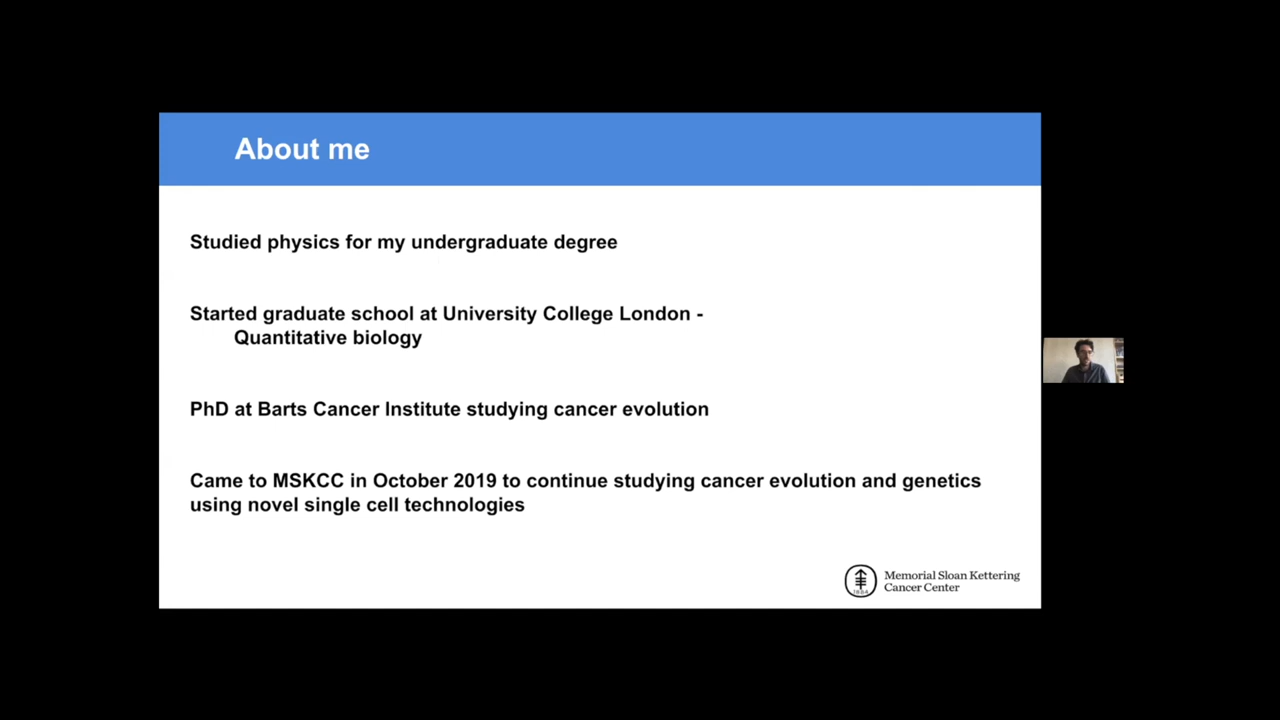 About me
Studied physics for my undergraduate degree
Started graduate school at University College London -
Quantitative biology
PhD at Barts Cancer Institute studying cancer evolution
Came to MSKCC in October 2019 to continue studying cancer evolution and genetics
using novel single cell technologies
Memorial Sloan Kettering
Cancer Center
1884